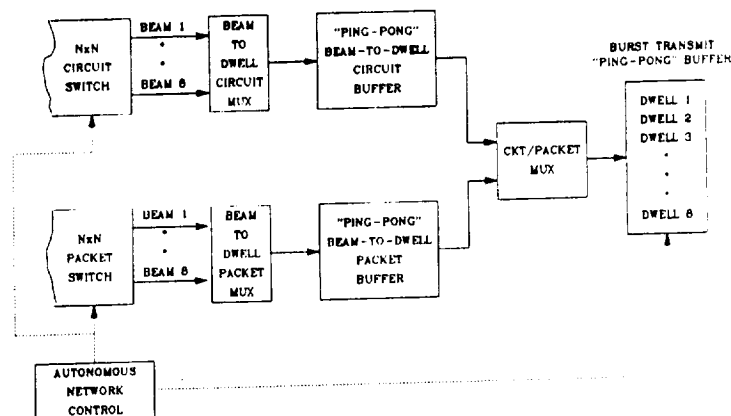 NxN
CIRCUIT
SWITCH
BEAM 1
BEAM 8
BEAM
TO
DWELL
CIRCUIT
MUX
"PING-PONG"
BEAM-TO-DWELL
CIRCUIT
BUFFER
BURST TRANSMIT
"PING-PONG" BUFFER
DWELL 1
DWELL 2
DWELL 3
DWELL 8
CKT/PACKET
MUX
NxN
PACKET
SWITCH
BEAM 1
BEAM 8
BEAM
TO
DWELL
PACKET
MUX
"PING-PONG"
BEAM-TO-DWELL
PACKET
BUFFER
AUTONOMOUS
NETWORK
CONTROL